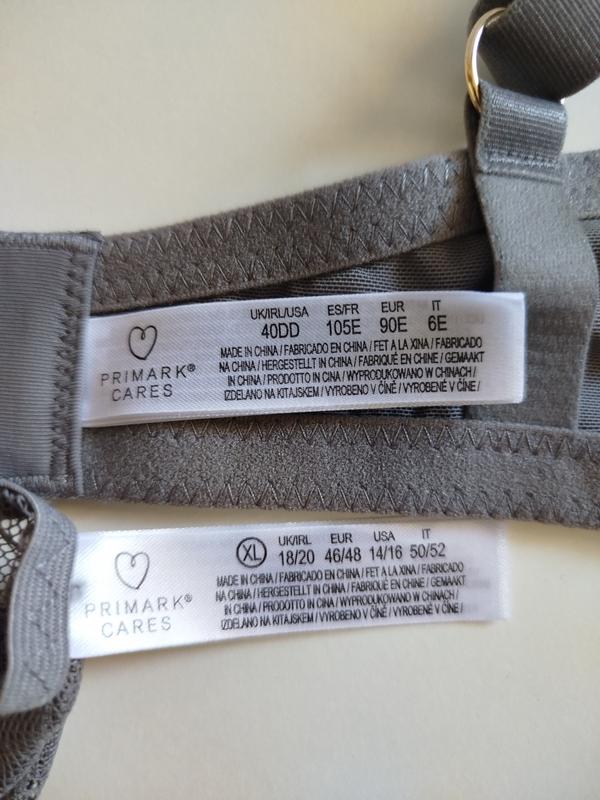 UK/IRL/USA ES/FR EUR IT
40DD 105E 90E 6E
PRIMARK®
CARES
MADE IN CHINA / FABRICADO EN CHINA / FET A LA XINA / FABRICADO
NA CHINA / HERGESTELLT IN CHINA / FABRIQUÉ EN CHINE / GEMAAKT
IN CHINA / PRODOTTO IN CINA / WYPRODUKOWANO W CHINACH /
IZDELANO NA KITAJSKEM / VYROBENO V ČÍNĚ / VYROBENÉ V ČÍNE /
XL UK/IRL EUR USA IT
18/20 46/48 14/16 50/52
PRIMARK®
CARES
MADE IN CHINA / FABRICADO EN CHINA / FET A LA XINA / FABRICADO
NA CHINA / HERGESTELLT IN CHINA / FABRIQUÉ EN CHINE / GEMAAKT
IN CHINA / PRODOTTO IN CINA / WYPRODUKOWANO W CHINACH /
IZDELANO NA KITAJSKEM / VYROBENO V ČÍNĚ / VYROBENÉ V ČÍNE /